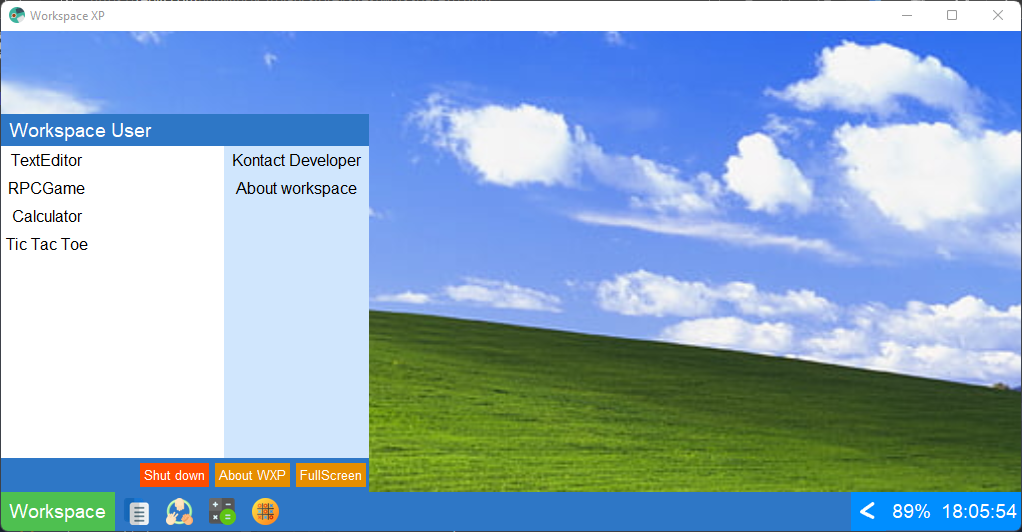 Workspace XP
Workspace User
TextEditor
RPCGame
Calculator
Tic Tac Toe
Kontact Developer
About workspace
Shut down
About WXP
FullScreen
Workspace
89%
18:05:54